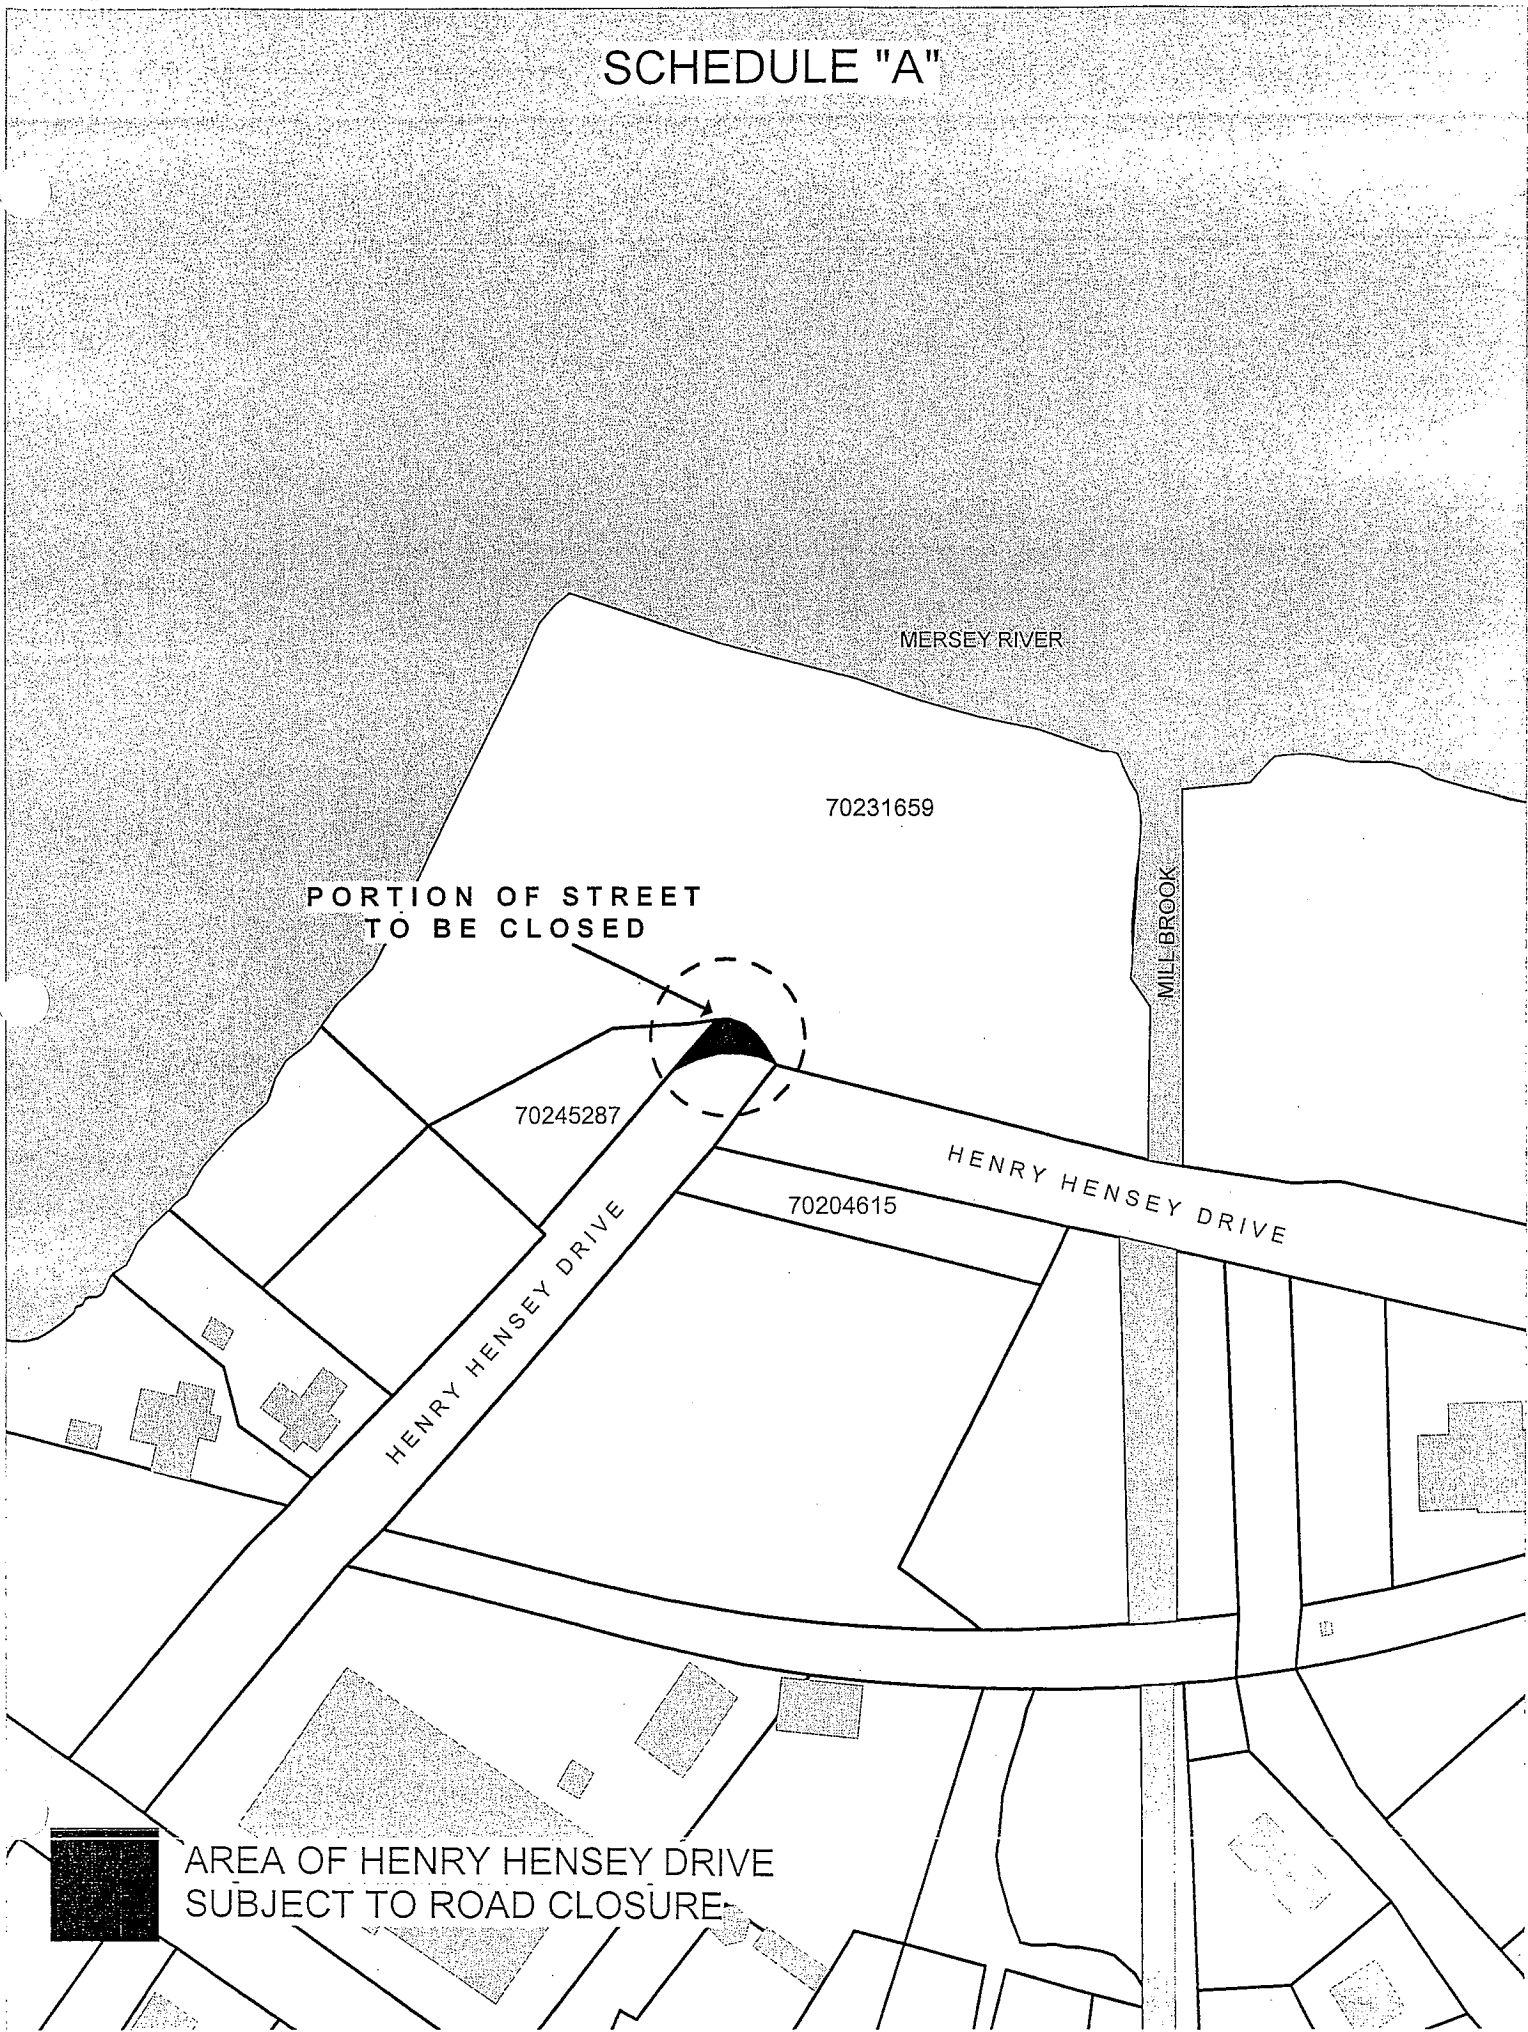 SCHEDULE "A"
MERSEY RIVER
70231659
PORTION OF STREET
TO BE CLOSED
MILL BROOK
70245287
HENRY HENSEY DRIVE
70204615
HENRY HENSEY DRIVE
AREA OF HENRY HENSEY DRIVE
SUBJECT TO ROAD CLOSURE